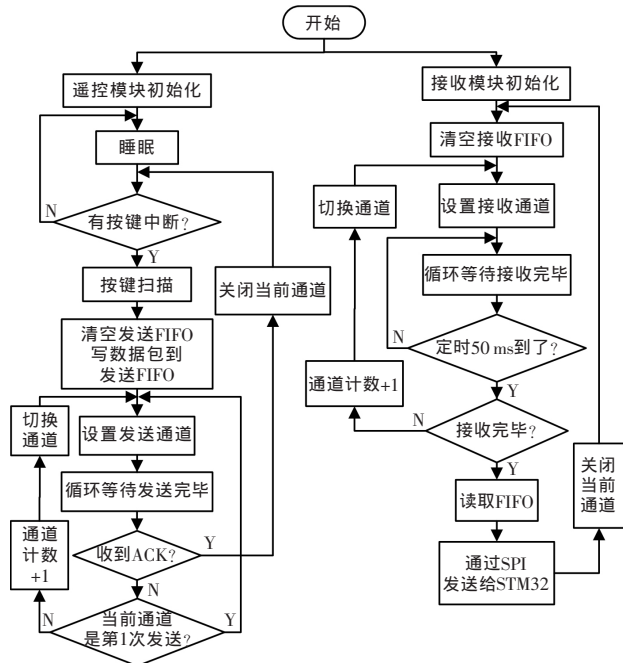 开始
遥控模块初始化
睡眠
N
有按键中断?
Y
按键扫描
关闭当前通道
清空发送FIFO
写数据包到
发送FIFO
切换
通道
设置发送通道
循环等待发送完毕
通道
计数
+1
收到ACK?
Y
N
当前通道
是第1次发送?
N
Y
接收模块初始化
清空接收FIFO
切换通道
设置接收通道
循环等待接收完毕
N
定时50 ms到了?
Y
通道计数+1
N
接收完毕?
Y
读取FIFO
关闭
当前
通道
通过SPI
发送给STM32